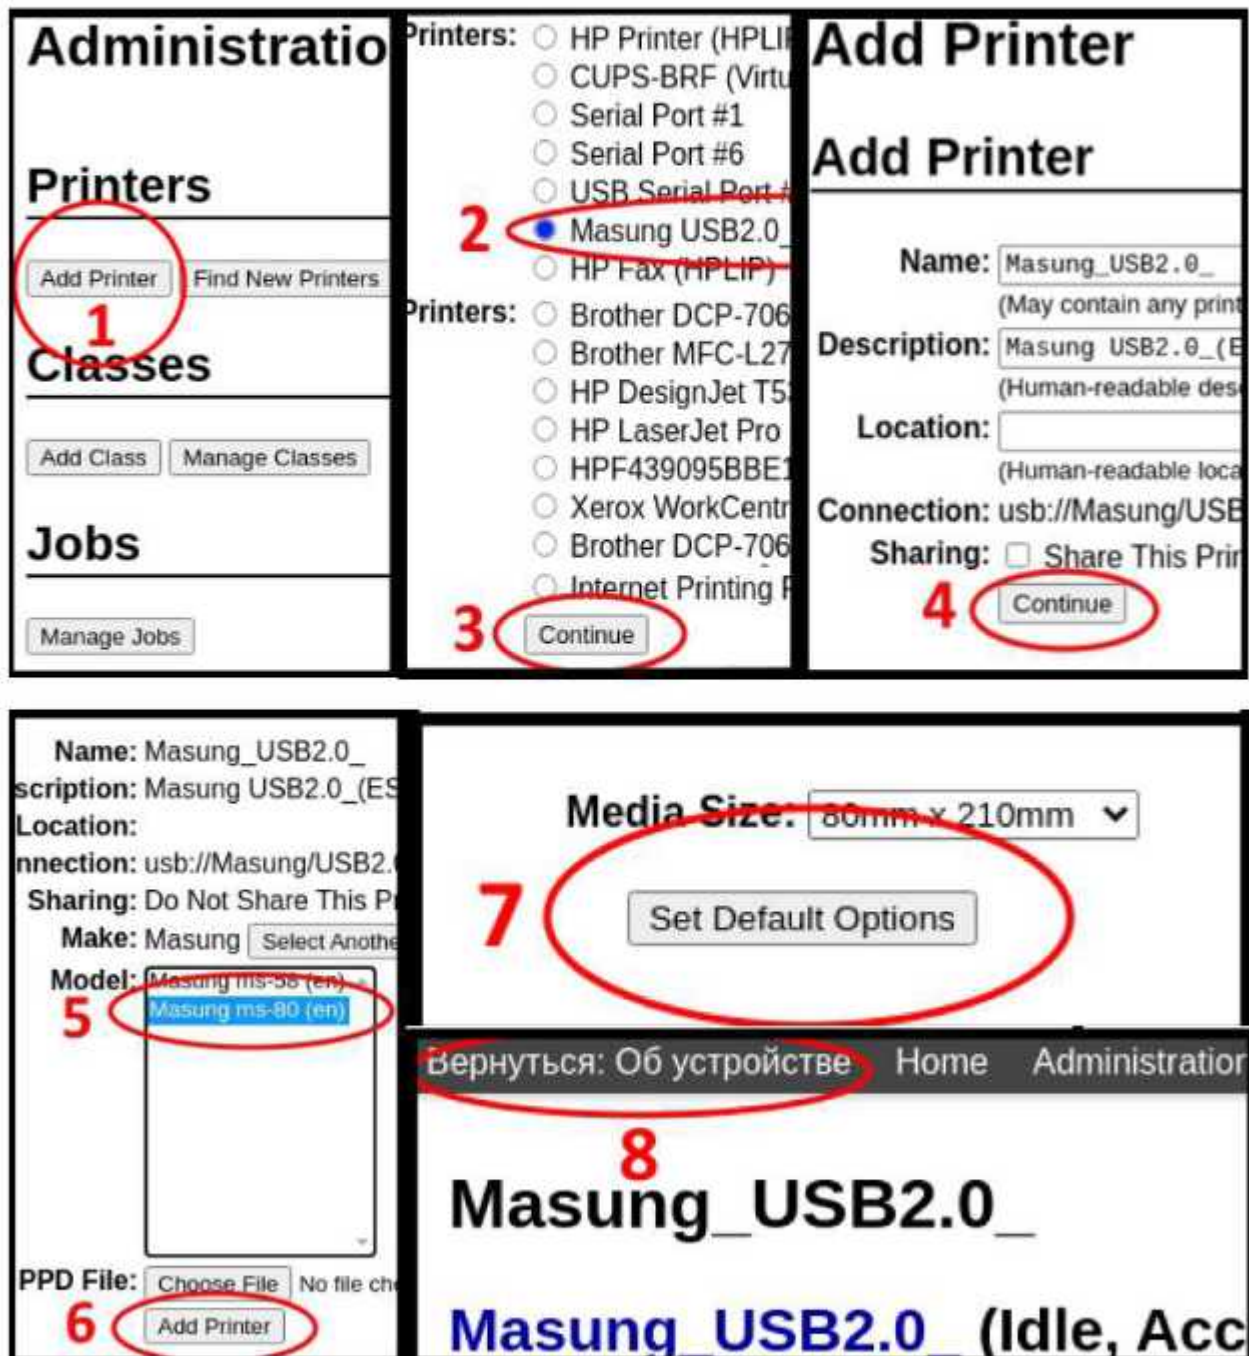 Administratio
Printers
Add Printer Find New Printers
1
Classes
Add Class Manage Classes
Jobs
Manage Jobs
Printers: HP Printer (HPLIP
CUPS-BRF (Virtu
Serial Port #1
Serial Port #6
USB Serial Port #
2 Masung USB2.0_
HP Fax (HPLIP)
Printers: Brother DCP-706
Brother MFC-L27
HP DesignJet T53
HP LaserJet Pro
HPF439095BBE1
Xerox WorkCentr
Brother DCP-706
Internet Printing P
3 Continue
Add Printer
Add Printer
Name: Masung_USB2.0_
(May contain any print
Description: Masung USB2.0_(E
(Human-readable des
Location:
(Human-readable loca
Connection: usb://Masung/USB
Sharing: Share This Prin
4 Continue
Name: Masung_USB2.0_
scription: Masung USB2.0_(ES
Location:
nnection: usb://Masung/USB2.0
Sharing: Do Not Share This Pr
Make: Masung Select Anothe
Model: Masung ms-58 (en)
5 Masung ms-80 (en)
PPD File: Choose File No file cho
6 Add Printer
Media Size: 80mm x 210mm
7 Set Default Options
Вернуться: Об устройстве Home Administration
8
Masung_USB2.0_
Masung_USB2.0_ (Idle, Acc